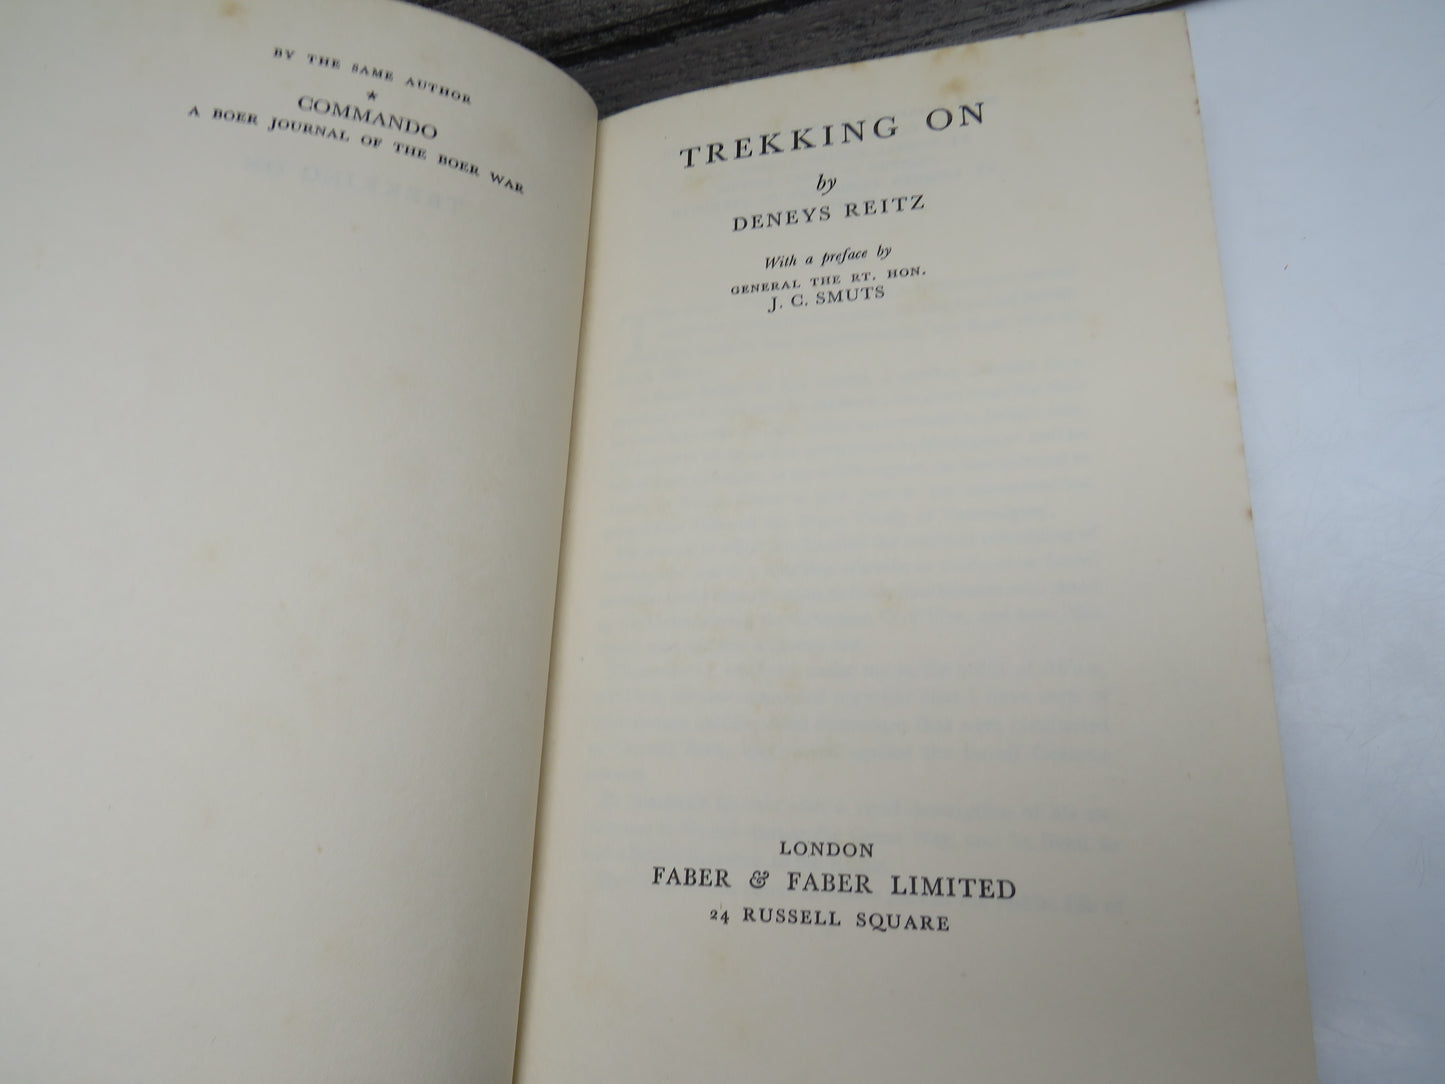 BY THE SAME AUTHOR
★
COMMANDO
A BOER JOURNAL OF THE BOER WAR
TREKKING ON
by
DENEYS REITZ
With a preface by
GENERAL THE RT. HON.
J. C. SMUTS
LONDON
FABER & FABER LIMITED
24 RUSSELL SQUARE